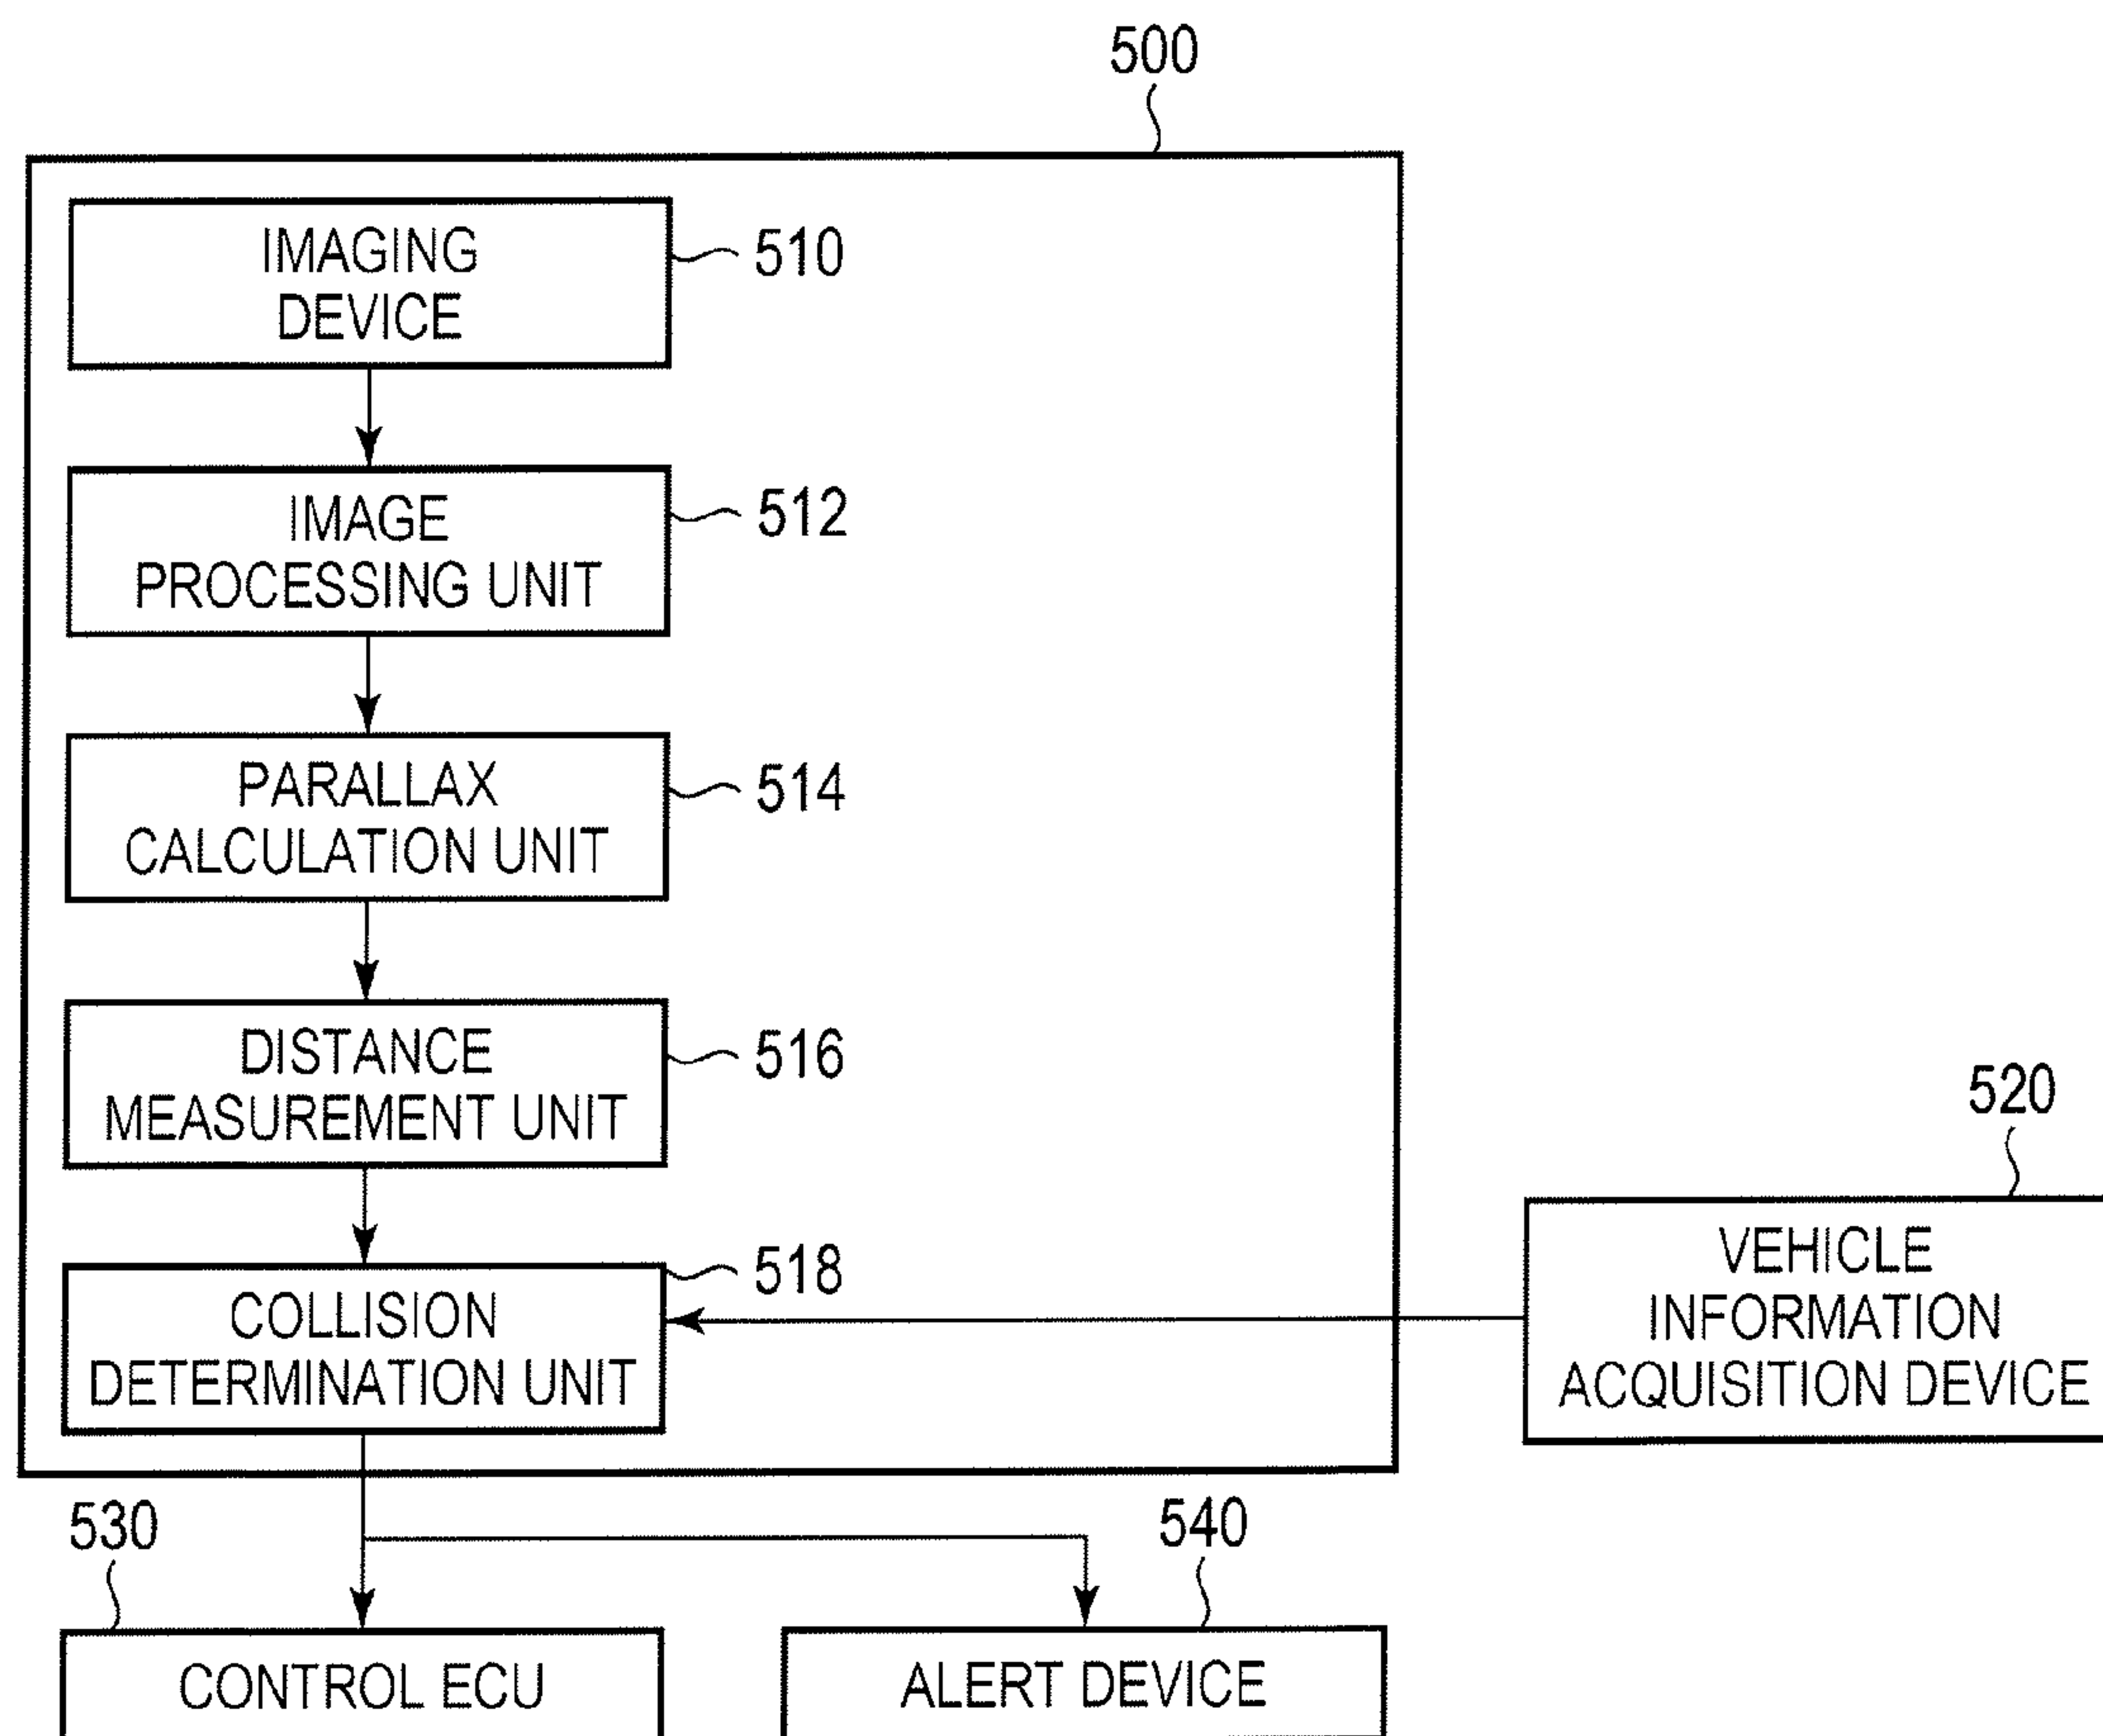 500
IMAGING
DEVICE
510
IMAGE
PROCESSING UNIT
512
PARALLAX
CALCULATION UNIT
514
DISTANCE
MEASUREMENT UNIT
516
COLLISION
DETERMINATION UNIT
518
520
VEHICLE
INFORMATION
ACQUISITION DEVICE
530
CONTROL ECU
540
ALERT DEVICE